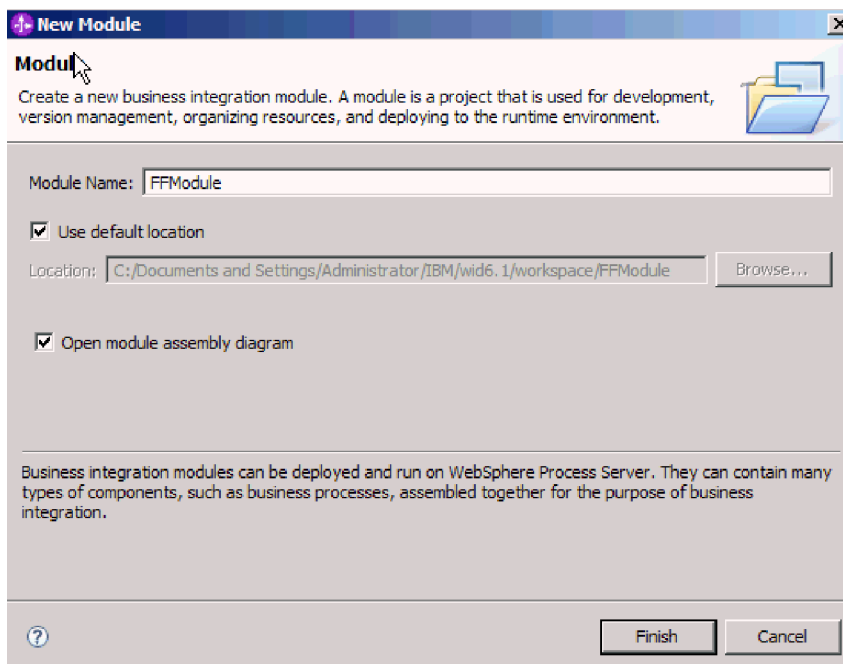 New Module
Modul
Create a new business integration module. A module is a project that is used for development,
version management, organizing resources, and deploying to the runtime environment.
Module Name: FFModule
Use default location
Location: C:/Documents and Settings/Administrator/IBM/wid6.1/workspace/FFModule Browse...
Open module assembly diagram
Business integration modules can be deployed and run on WebSphere Process Server. They can contain many
types of components, such as business processes, assembled together for the purpose of business
integration.
? Finish Cancel